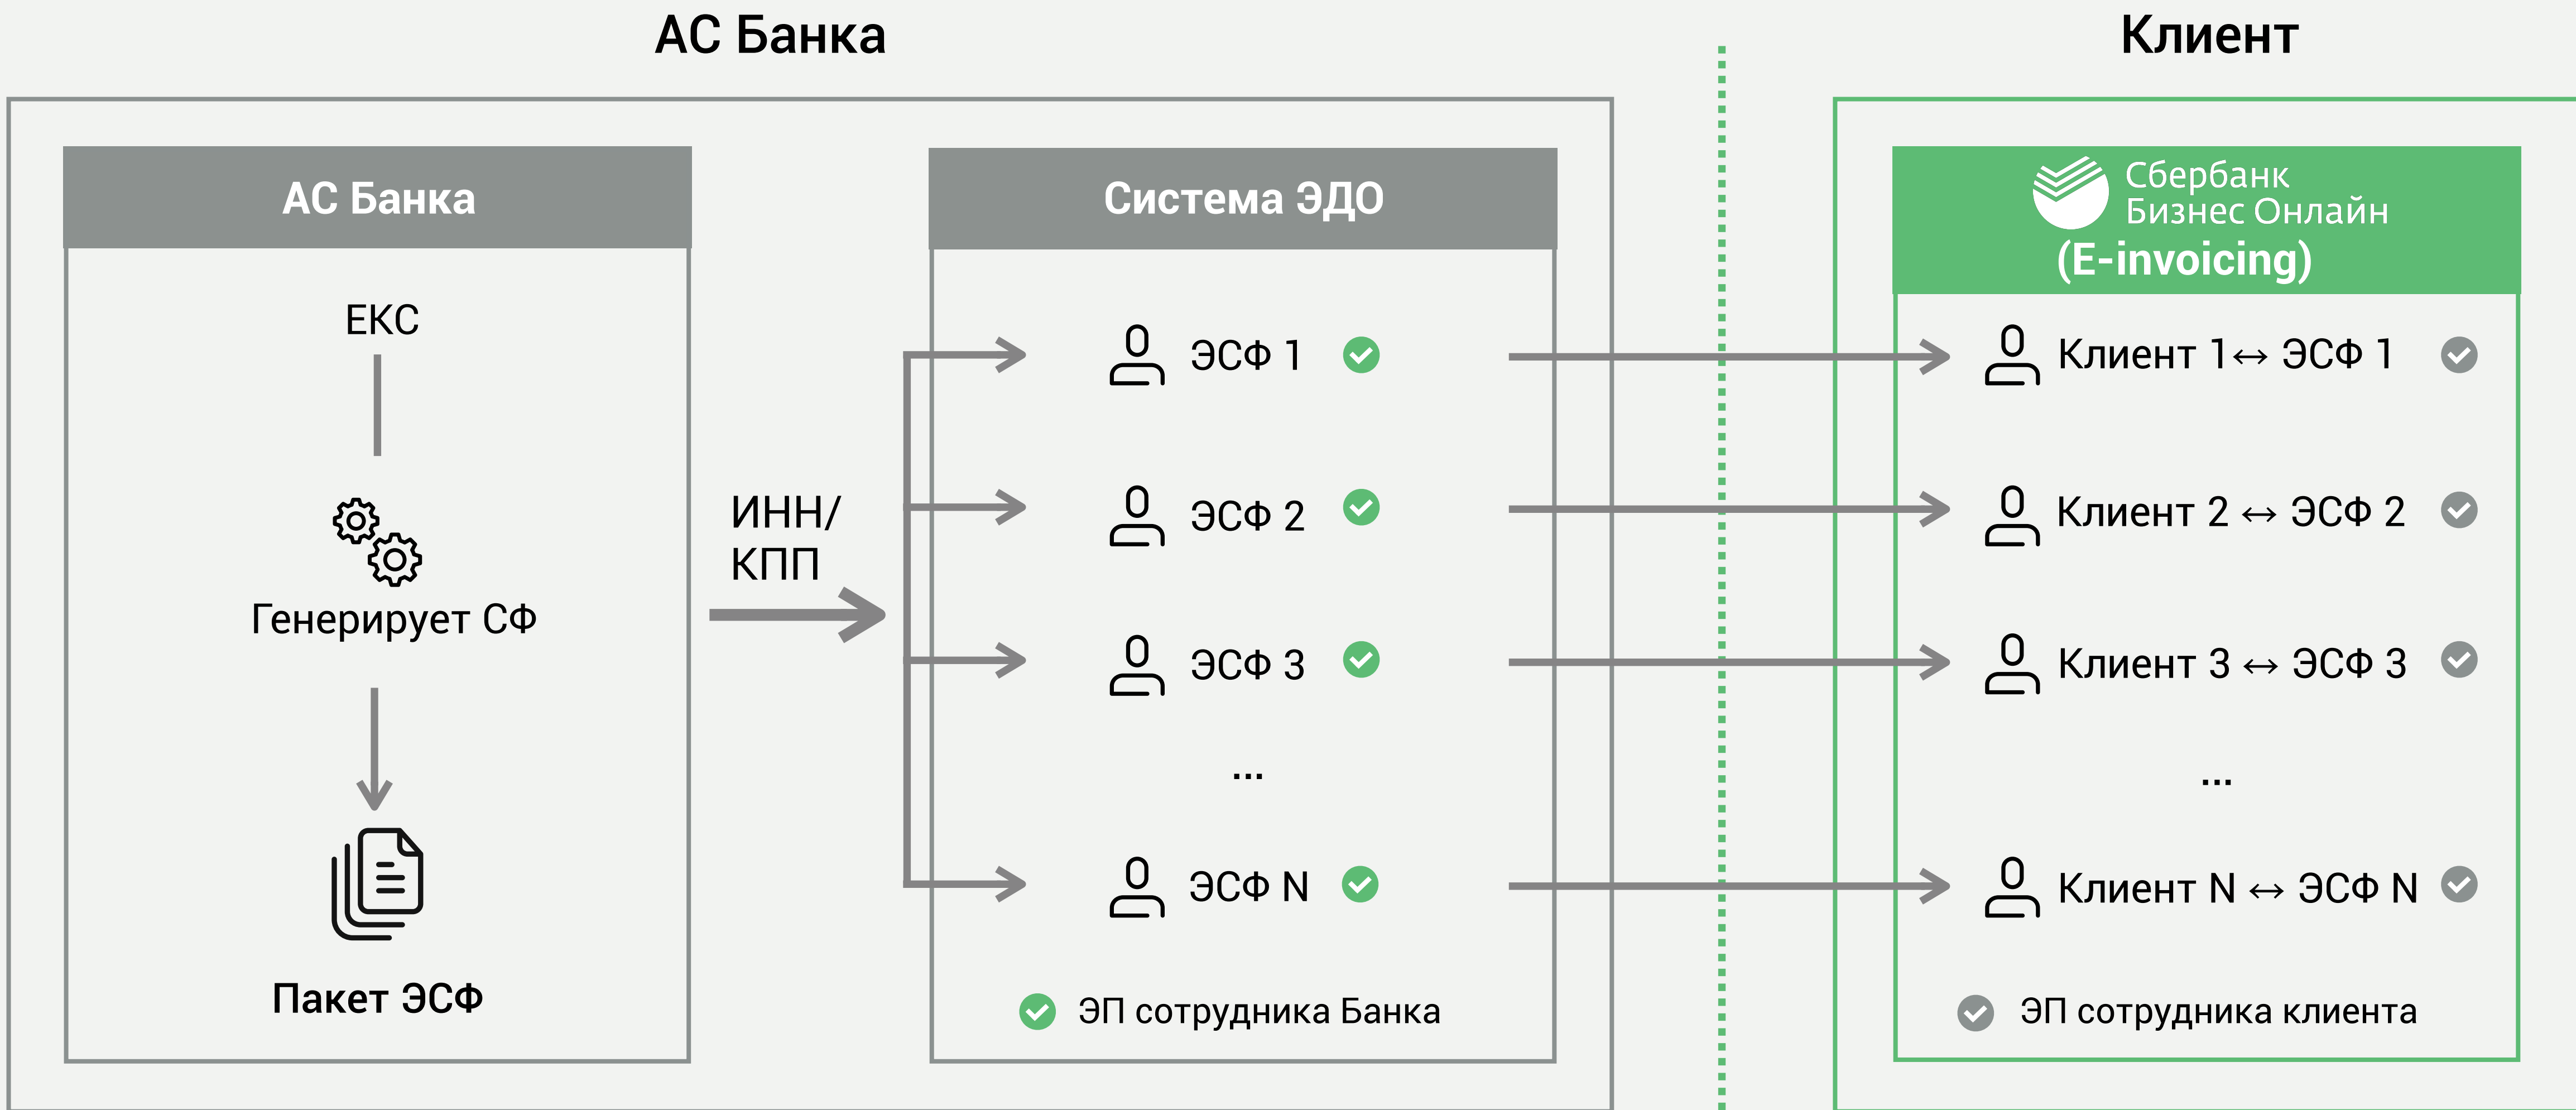 АС Банка
Клиент
АС Банка
ЕКС
Генерирует СФ
Пакет ЭСФ
ИНН/
КПП
Система ЭДО
ЭСФ 1
ЭСФ 2
ЭСФ 3
...
ЭСФ N
ЭП сотрудника Банка
Сбербанк
Бизнес Онлайн
(E-invoicing)
Клиент 1↔ ЭСФ 1
Клиент 2 ↔ ЭСФ 2
Клиент 3 ↔ ЭСФ 3
...
Клиент N ↔ ЭСФ N
ЭП сотрудника клиента